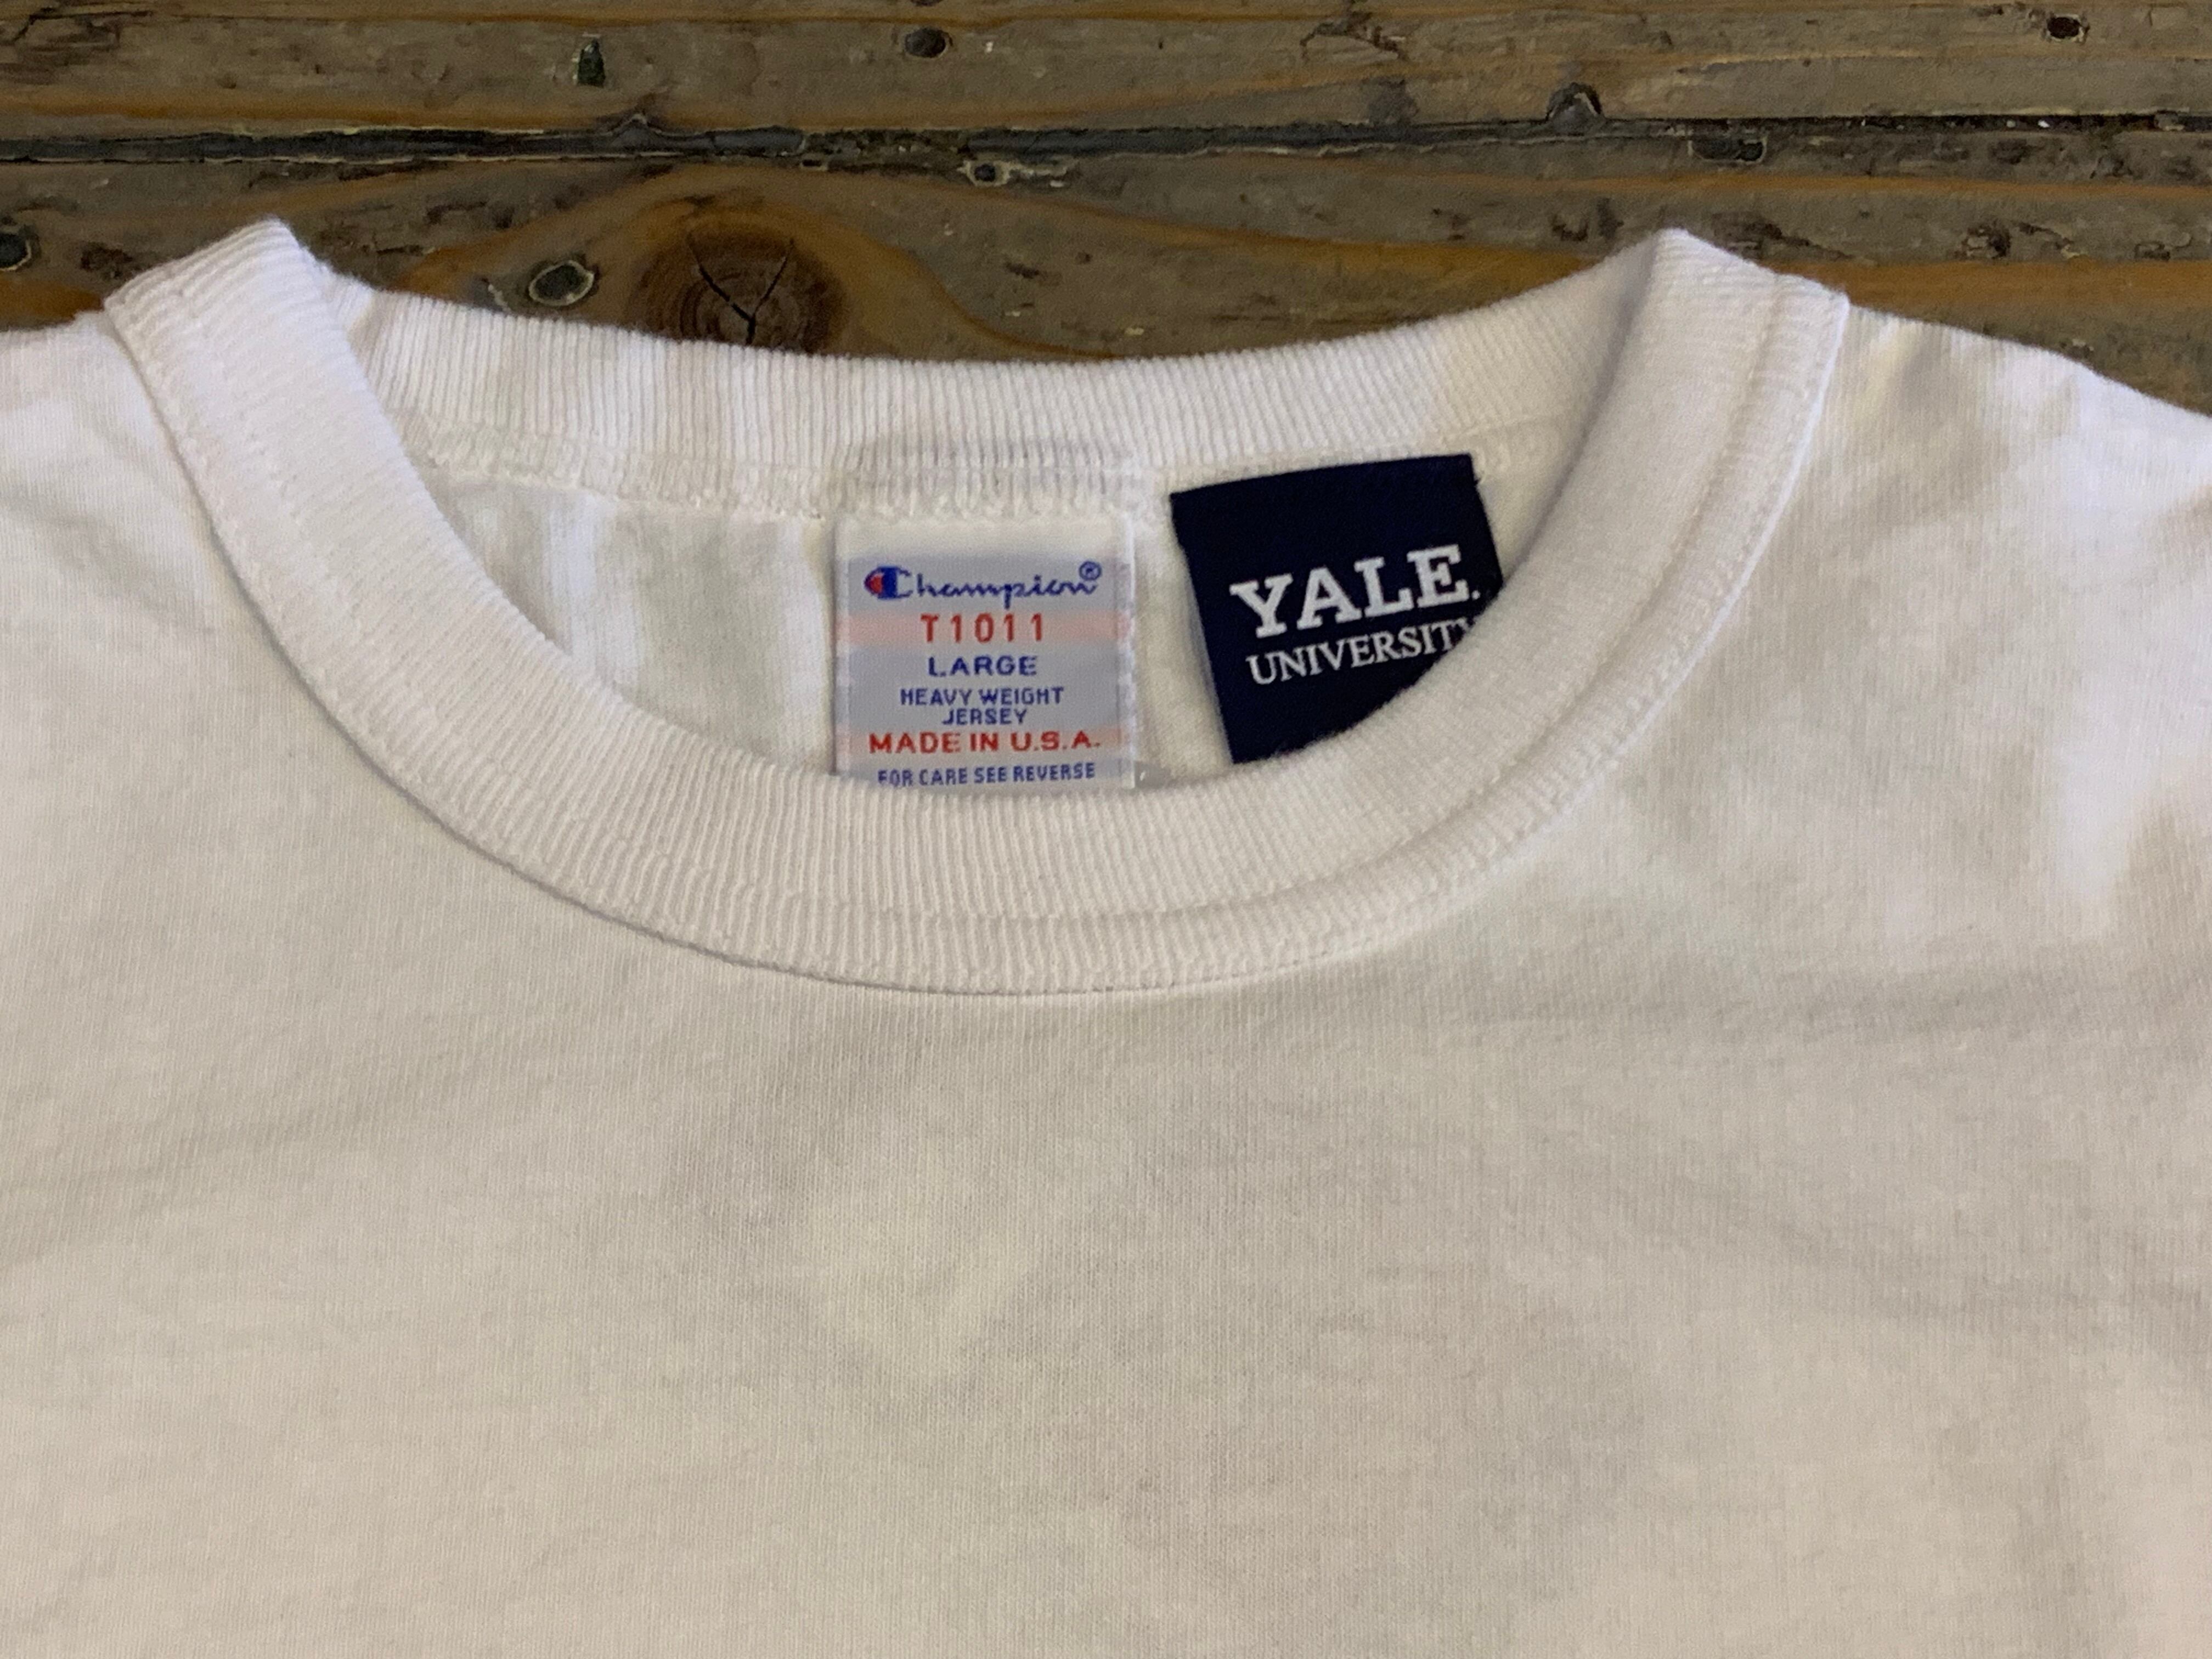 Champion®
T1011
LARGE
HEAVY WEIGHT
JERSEY
MADE IN U.S.A.
FOR CARE SEE REVERSE
YALE.
UNIVERSITY